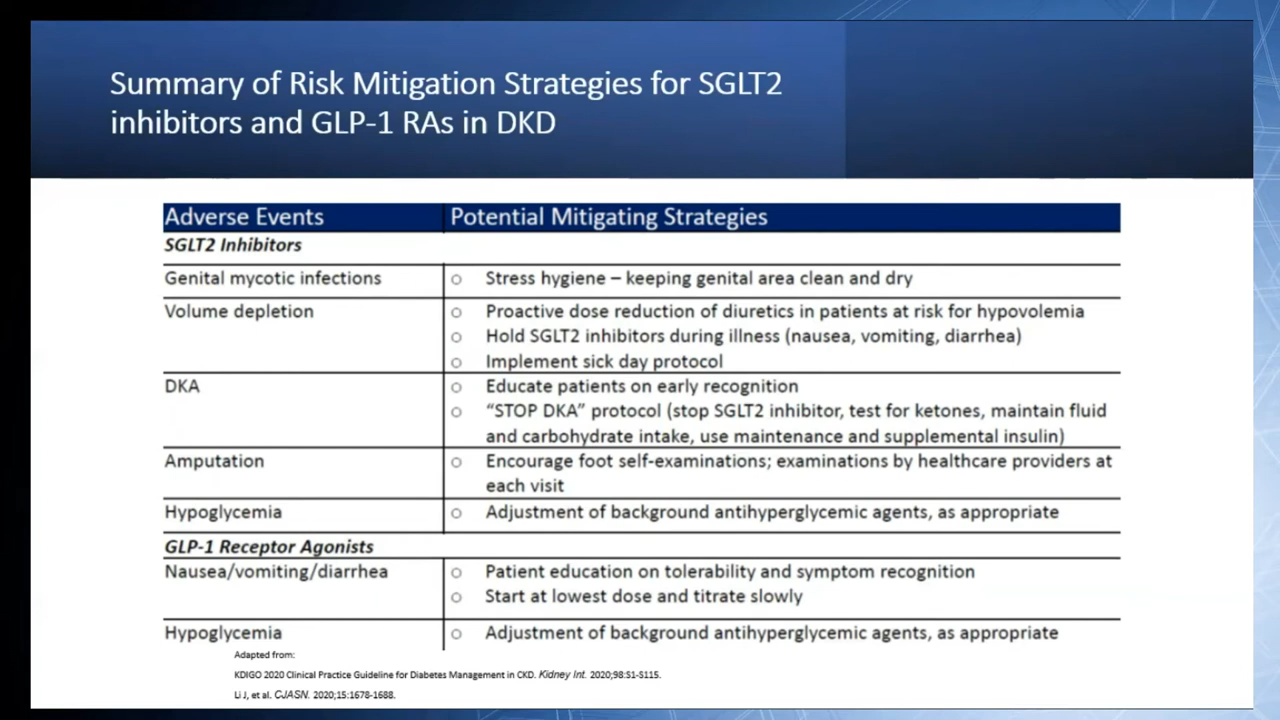 Summary of Risk Mitigation Strategies for SGLT2
inhibitors and GLP-1 RAs in DKD
Adverse Events Potential Mitigating Strategies
SGLT2 Inhibitors
Genital mycotic infections o Stress hygiene – keeping genital area clean and dry
Volume depletion o Proactive dose reduction of diuretics in patients at risk for hypovolemia
o Hold SGLT2 inhibitors during illness (nausea, vomiting, diarrhea)
o Implement sick day protocol
DKA o Educate patients on early recognition
o “STOP DKA” protocol (stop SGLT2 inhibitor, test for ketones, maintain fluid
and carbohydrate intake, use maintenance and supplemental insulin)
Amputation o Encourage foot self-examinations; examinations by healthcare providers at
each visit
Hypoglycemia o Adjustment of background antihyperglycemic agents, as appropriate
GLP-1 Receptor Agonists
Nausea/vomiting/diarrhea o Patient education on tolerability and symptom recognition
o Start at lowest dose and titrate slowly
Hypoglycemia o Adjustment of background antihyperglycemic agents, as appropriate
Adapted from:
KDIGO 2020 Clinical Practice Guideline for Diabetes Management in CKD. Kidney Int. 2020;98:S1-S115.
Li J, et al. CJASN. 2020;15:1678-1688.